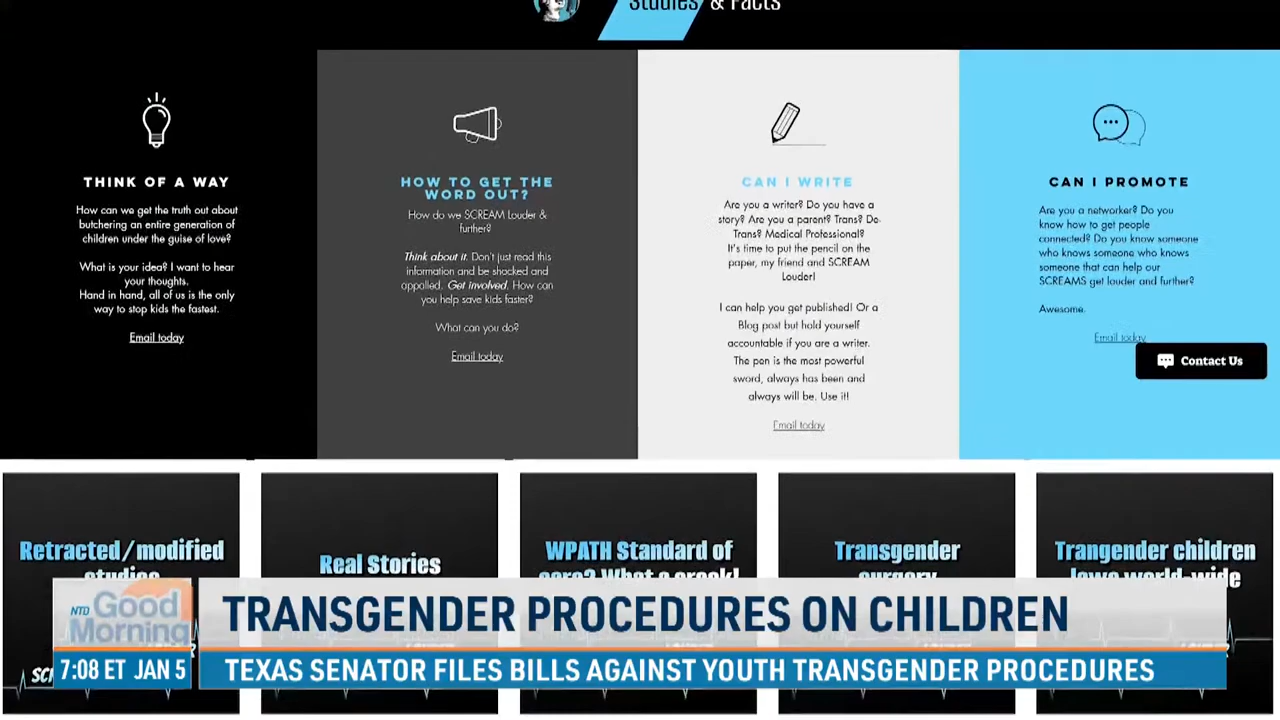 Studies & Facts
THINK OF A WAY
How can we get the truth out about
butchering an entire generation of
children under the guise of love?
What is your idea? I want to hear
your thoughts.
Hand in hand, all of us is the only
way to stop kids the fastest.
Email today
HOW TO GET THE
WORD OUT?
How do we SCREAM Louder &
further?
Think about it. Don't just read this
information and be shocked and
appalled. Get involved. How can
you help save kids faster?
What can you do?
Email today
CAN I WRITE
Are you a writer? Do you have a
story? Are you a parent? Trans? De-
Trans? Medical Professional?
It's time to put the pencil on the
paper, my friend and SCREAM
Louder!
I can help you get published! Or a
Blog post but hold yourself
accountable if you are a writer.
The pen is the most powerful
sword, always has been and
always will be. Use it!!
Email today
CAN I PROMOTE
Are you a networker? Do you
know how to get people
connected? Do you know someone
who knows someone who knows
someone that can help our
SCREAMS get louder and further?
Awesome.
Email today
Contact Us
Retracted/modified
studies
Real Stories
WPATH Standard of
care? What a crock!
Transgender
surgery
Trangender children
laws world-wide
NTD Good
Morning
7:08 ET JAN 5
TRANSGENDER PROCEDURES ON CHILDREN
TEXAS SENATOR FILES BILLS AGAINST YOUTH TRANSGENDER PROCEDURES